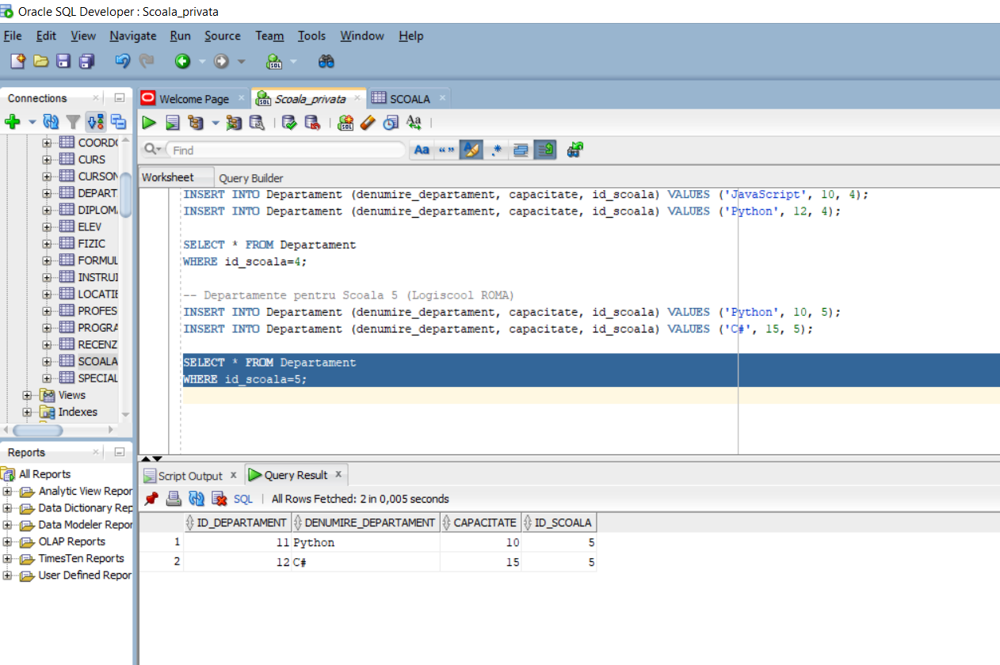 Oracle SQL Developer : Scoala_privata
File Edit View Navigate Run Source Team Tools Window Help
Connections
Welcome Page
Scoala_privata
SCOALA
Find
Aa
Worksheet
Query Builder
COORDO
CURS
CURSON
DEPART
DIPLOMA
ELEV
FIZIC
FORMUL
INSTRUI
LOCATIE
PROFES
PROGRA
RECENZ
SCOALA
SPECIAL
Views
Indexes
INSERT INTO Departament (denumire_departament, capacitate, id_scoala) VALUES ('JavaScript', 10, 4);
INSERT INTO Departament (denumire_departament, capacitate, id_scoala) VALUES ('Python', 12, 4);
SELECT * FROM Departament
WHERE id_scoala=4;
-- Departamente pentru Scoala 5 (Logiscool ROMA)
INSERT INTO Departament (denumire_departament, capacitate, id_scoala) VALUES ('Python', 10, 5);
INSERT INTO Departament (denumire_departament, capacitate, id_scoala) VALUES ('C#', 15, 5);
SELECT * FROM Departament
WHERE id_scoala=5;
Reports
All Reports
Analytic View Repor
Data Dictionary Rep
Data Modeler Repor
OLAP Reports
TimesTen Reports
User Defined Repor
Script Output x
Query Result x
SQL | All Rows Fetched: 2 in 0,005 seconds
ID_DEPARTAMENT DENUMIRE_DEPARTAMENT CAPACITATE ID_SCOALA
1 11 Python 10 5
2 12 C# 15 5